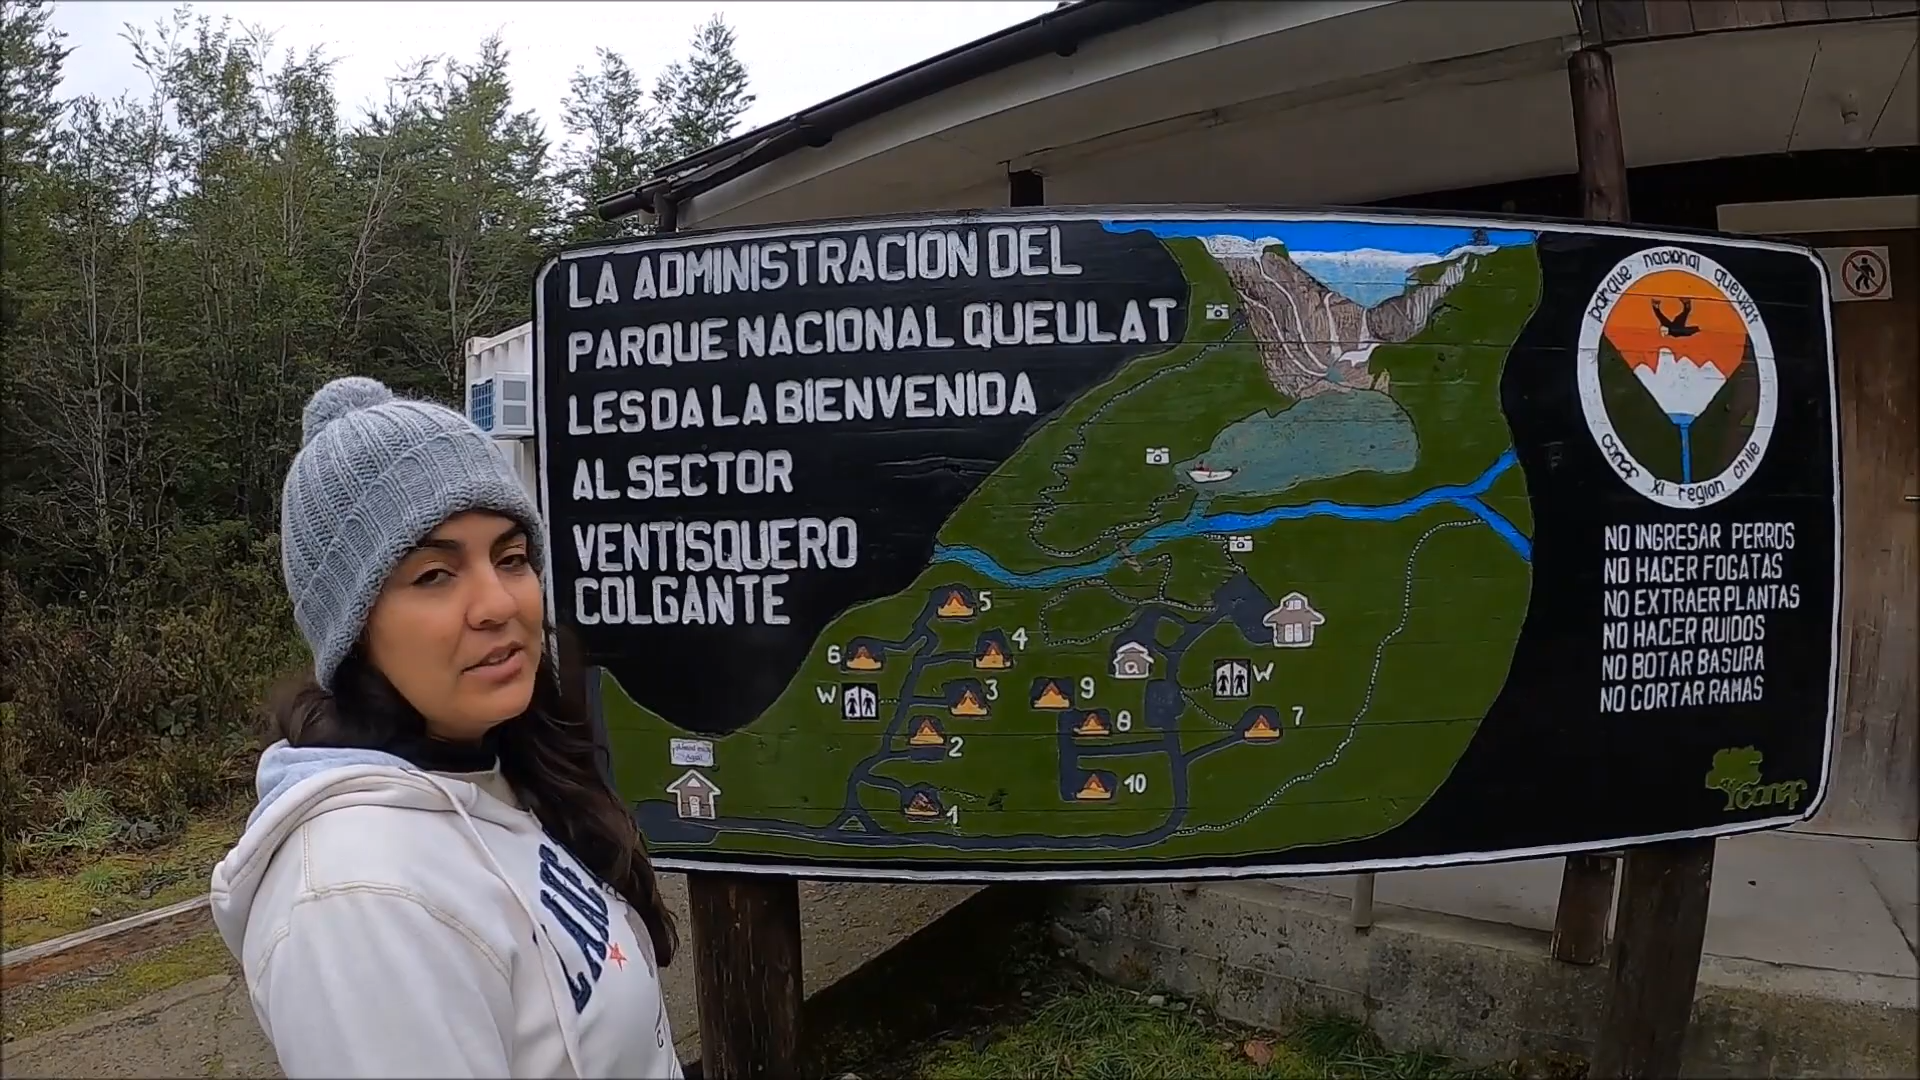 LA ADMINISTRACION DEL
PARQUE NACIONAL QUEULAT
LES DA LA BIENVENIDA
AL SECTOR
VENTISQUERO
COLGANTE
parque nacional queulat
conaf XI region chile
NO INGRESAR PERROS
NO HACER FOGATAS
NO EXTRAER PLANTAS
NO HACER RUIDOS
NO BOTAR BASURA
NO CORTAR RAMAS
conaf
5
4
6
W
3
9
W
8
7
2
10
1